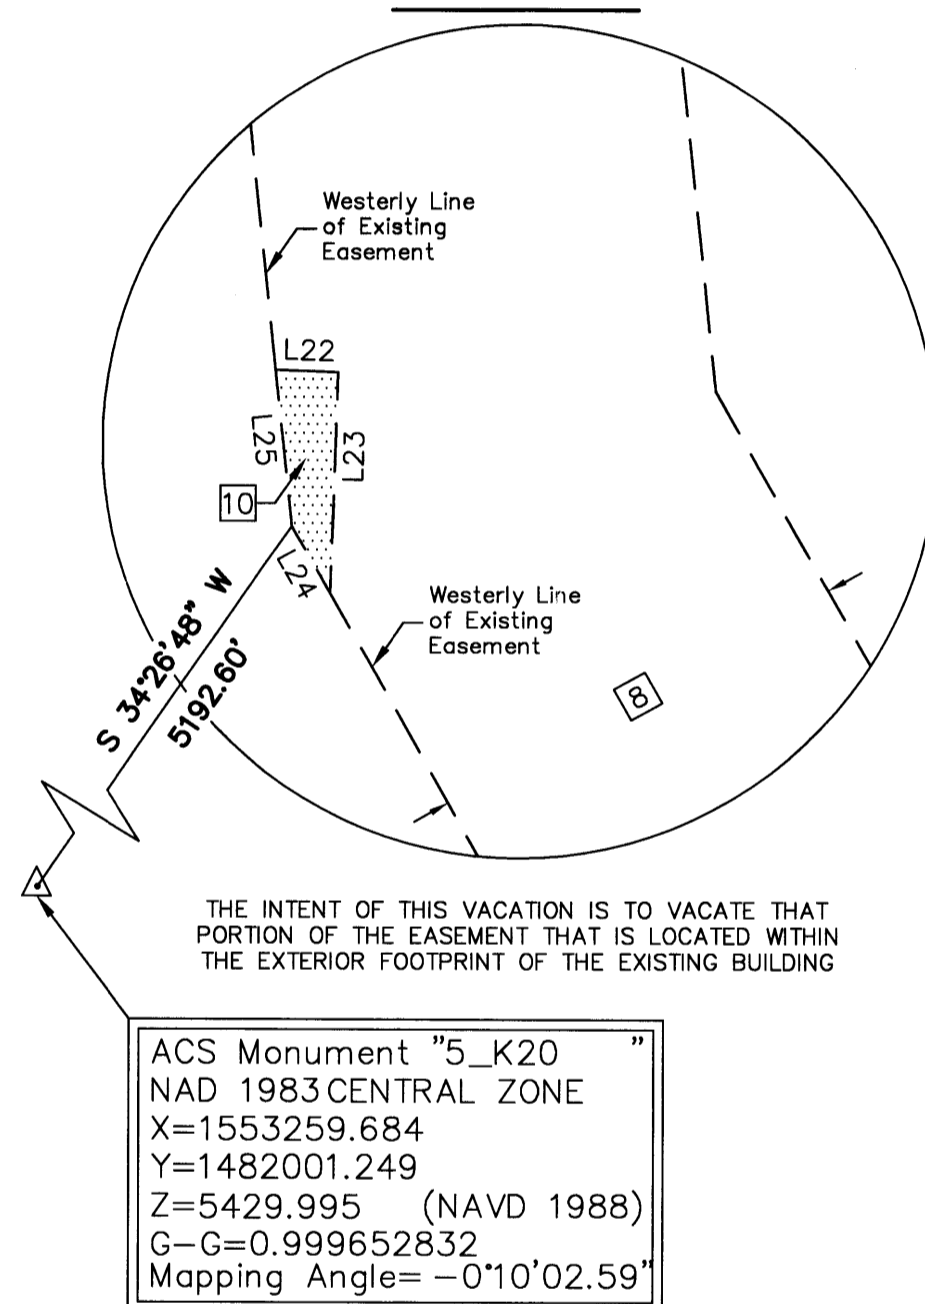 Westerly Line
of Existing
Easement
L22
L25
L23
10
L24
Westerly Line
of Existing
Easement
S 34°26'48" W
5192.60'
8
THE INTENT OF THIS VACATION IS TO VACATE THAT
PORTION OF THE EASEMENT THAT IS LOCATED WITHIN
THE EXTERIOR FOOTPRINT OF THE EXISTING BUILDING
ACS Monument "5_K20 "
NAD 1983 CENTRAL ZONE
X=1553259.684
Y=1482001.249
Z=5429.995 (NAVD 1988)
G-G=0.999652832
Mapping Angle= -0°10'02.59"